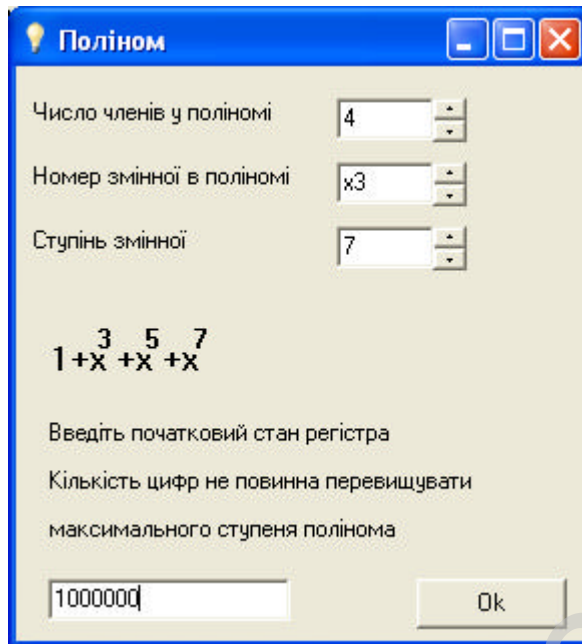 Поліном
Число членів у поліномі 4
Номер змінної в поліномі x3
Ступінь змінної 7
1+x³+x⁵+x⁷
Введіть початковий стан регістра
Кількість цифр не повинна перевищувати
максимального ступеня полінома
1000000 Ok